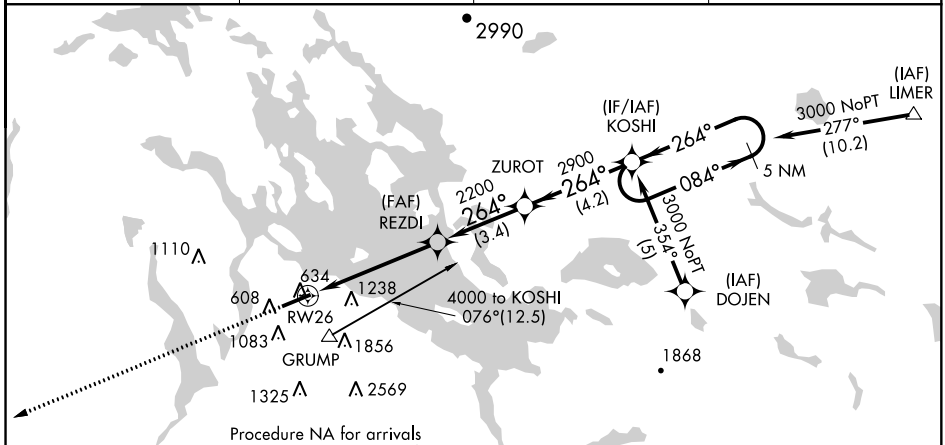 2990
(IAF)
LIMER
3000 NoPT
277°
(10.2)
(IF/IAF)
KOSHI
264°
084°
5 NM
ZUROT
2900
264°
(4.2)
3000 NoPT
354°
(5)
(IAF)
DOJEN
(FAF)
REZDI
2200
264°
(3.4)
1110
634
608
RW26
1238
4000 to KOSHI
076°(12.5)
1083
GRUMP
1856
1868
1325
2569
Procedure NA for arrivals